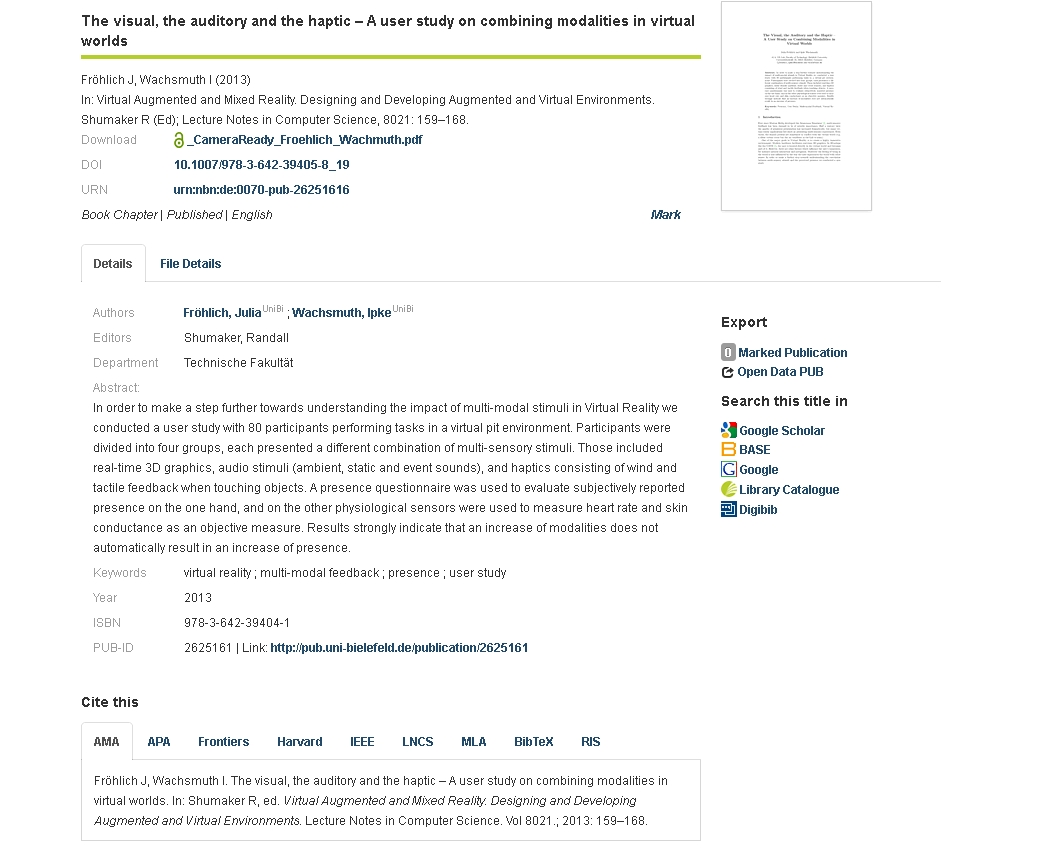 The visual, the auditory and the haptic – A user study on combining modalities in virtual
worlds
Fröhlich J, Wachsmuth I (2013)
In: Virtual Augmented and Mixed Reality. Designing and Developing Augmented and Virtual Environments.
Shumaker R (Ed); Lecture Notes in Computer Science, 8021: 159–168.
Download _CameraReady_Froehlich_Wachmuth.pdf
DOI 10.1007/978-3-642-39405-8_19
URN urn:nbn:de:0070-pub-26251616
Book Chapter | Published | English Mark
Details File Details
Authors Fröhlich, Julia UniBi ; Wachsmuth, Ipke UniBi
Editors Shumaker, Randall
Department Technische Fakultät
Abstract:
In order to make a step further towards understanding the impact of multi-modal stimuli in Virtual Reality we
conducted a user study with 80 participants performing tasks in a virtual pit environment. Participants were
divided into four groups, each presented a different combination of multi-sensory stimuli. Those included
real-time 3D graphics, audio stimuli (ambient, static and event sounds), and haptics consisting of wind and
tactile feedback when touching objects. A presence questionnaire was used to evaluate subjectively reported
presence on the one hand, and on the other physiological sensors were used to measure heart rate and skin
conductance as an objective measure. Results strongly indicate that an increase of modalities does not
automatically result in an increase of presence.
Keywords virtual reality ; multi-modal feedback ; presence ; user study
Year 2013
ISBN 978-3-642-39404-1
PUB-ID 2625161 | Link: http://pub.uni-bielefeld.de/publication/2625161
Export
0 Marked Publication
Open Data PUB
Search this title in
Google Scholar
BASE
Google
Library Catalogue
Digibib
Cite this
AMA APA Frontiers Harvard IEEE LNCS MLA BibTeX RIS
Fröhlich J, Wachsmuth I. The visual, the auditory and the haptic – A user study on combining modalities in
virtual worlds. In: Shumaker R, ed. Virtual Augmented and Mixed Reality. Designing and Developing
Augmented and Virtual Environments. Lecture Notes in Computer Science. Vol 8021.; 2013: 159–168.